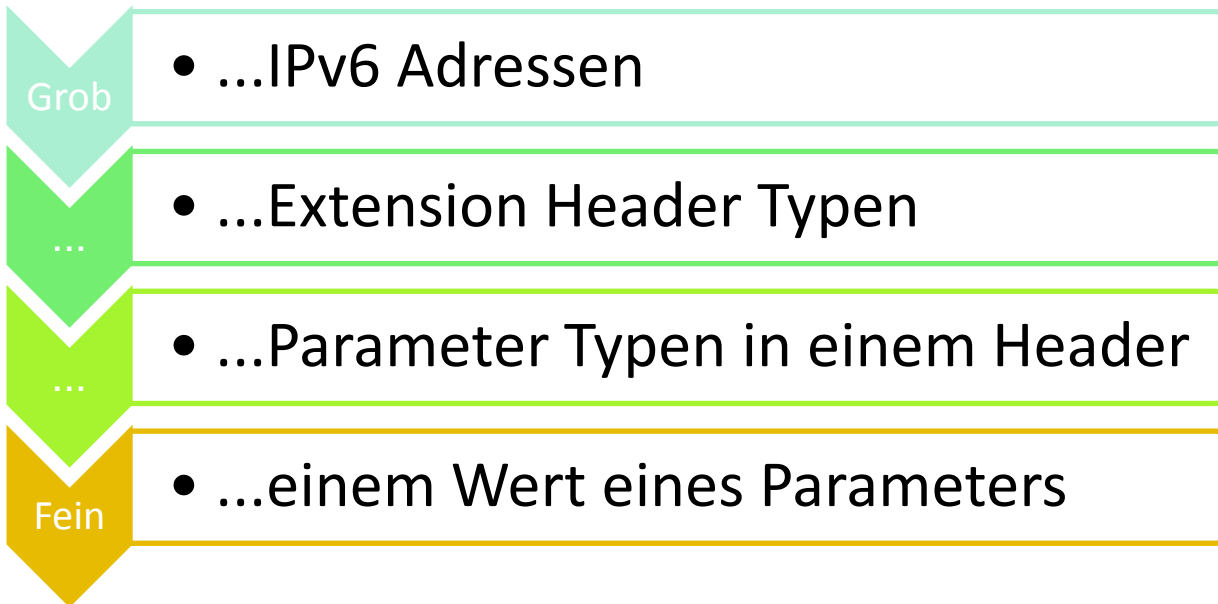 Grob
• ...IPv6 Adressen
...
• ...Extension Header Typen
...
• ...Parameter Typen in einem Header
Fein
• ...einem Wert eines Parameters